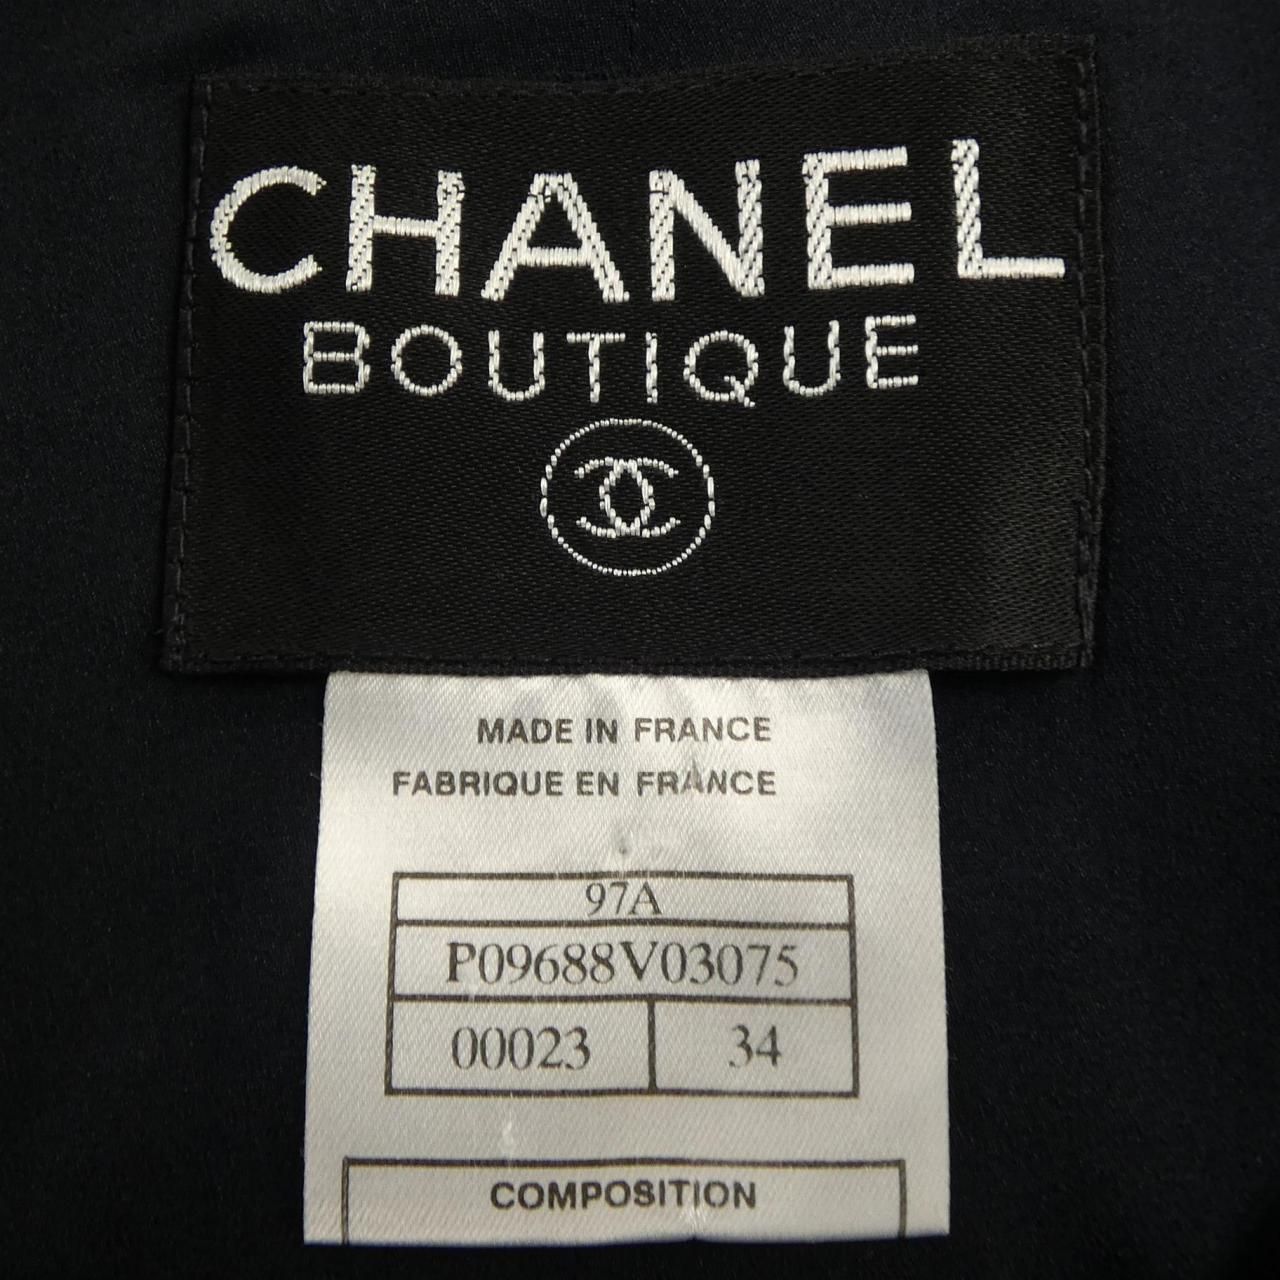 CHANEL
BOUTIQUE
MADE IN FRANCE
FABRIQUE EN FRANCE
97A
P09688V03075
00023 34
COMPOSITION